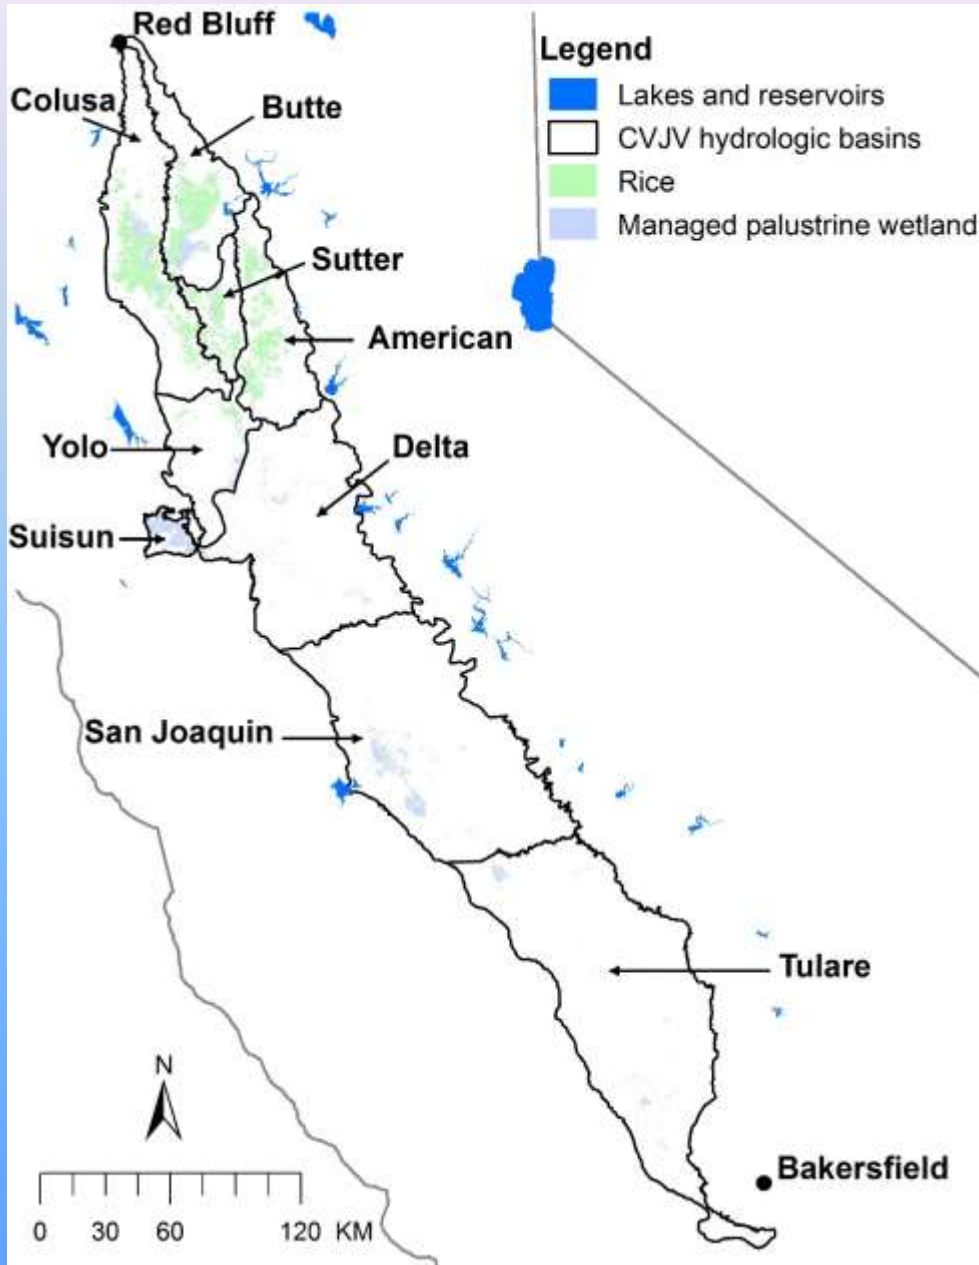 Red Bluff
Colusa
Butte
Sutter
American
Yolo
Delta
Suisun
San Joaquin
Tulare
Bakersfield
Legend
Lakes and reservoirs
CVJV hydrologic basins
Rice
Managed palustrine wetland
N
0 30 60 120 KM